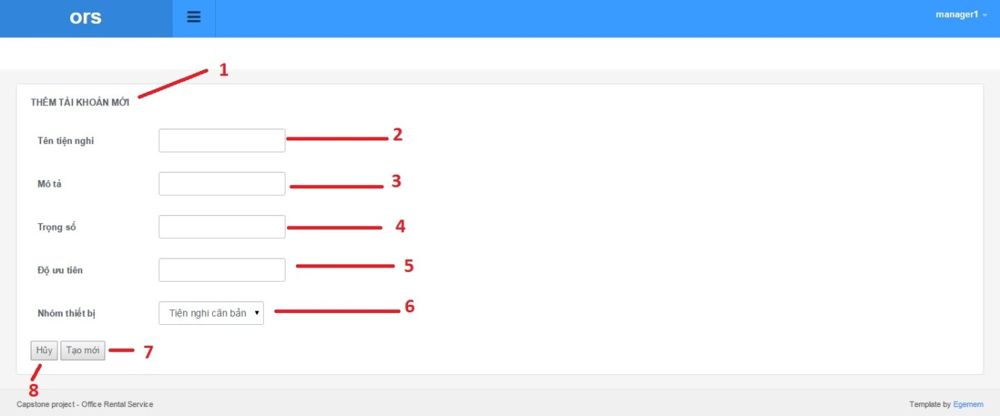 ors
manager1
1
THÊM TÀI KHOẢN MỚI
Tên tiện nghi
2
Mô tả
3
Trọng số
4
Độ ưu tiên
5
Nhóm thiết bị
Tiện nghi căn bản
6
Hủy
Tạo mới
7
8
Capstone project - Office Rental Service
Template by Egemem